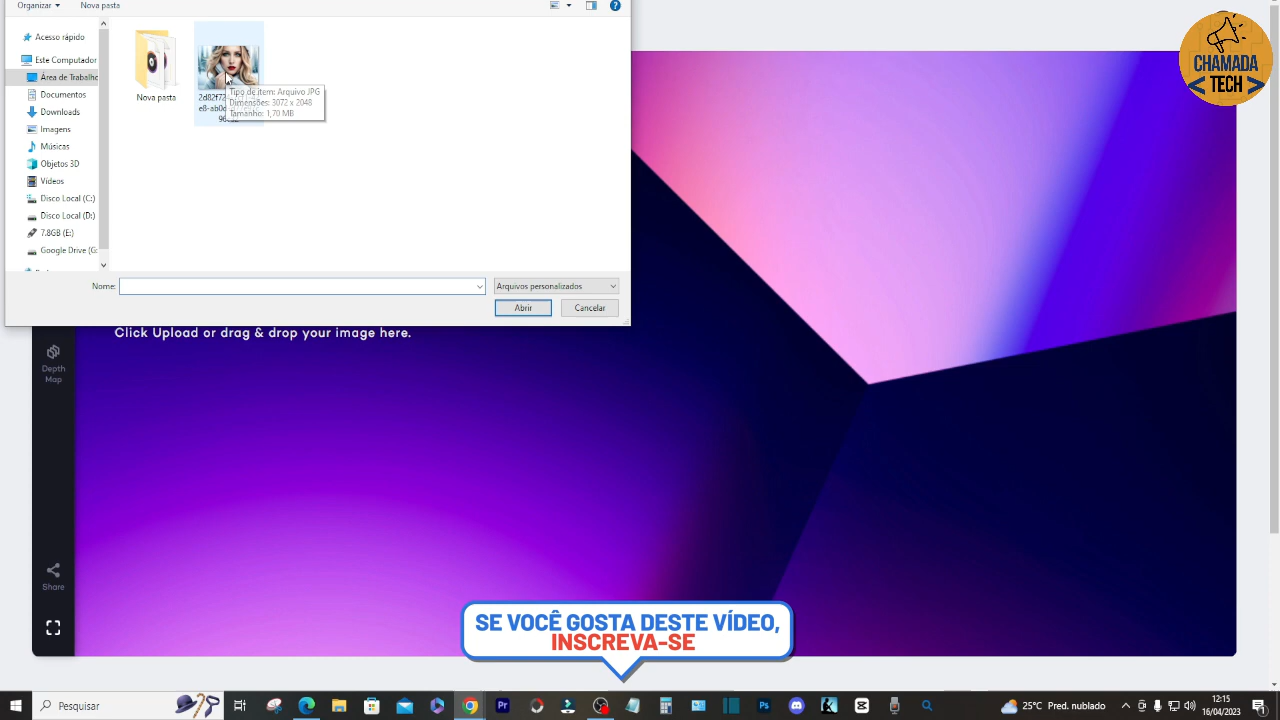 Organizar
Nova pasta
Acesso rápido
Este Computador
Área de Trabalho
Documentos
Downloads
Imagens
Músicas
Objetos 3D
Vídeos
Disco Local (C:)
Disco Local (D:)
7.8GB (E:)
Google Drive (G:
Nova pasta
Tipo de item: Arquivo JPG
Dimensões: 3072 x 2048
Tamanho: 1,70 MB
Nome:
Arquivos personalizados
Abrir
Cancelar
CHAMADA
< TECH >
Click Upload or drag & drop your image here.
Depth
Map
Share
SE VOCÊ GOSTA DESTE VÍDEO,
INSCREVA-SE
Pesquisar
25°C Pred. nublado
12:15
16/04/2023